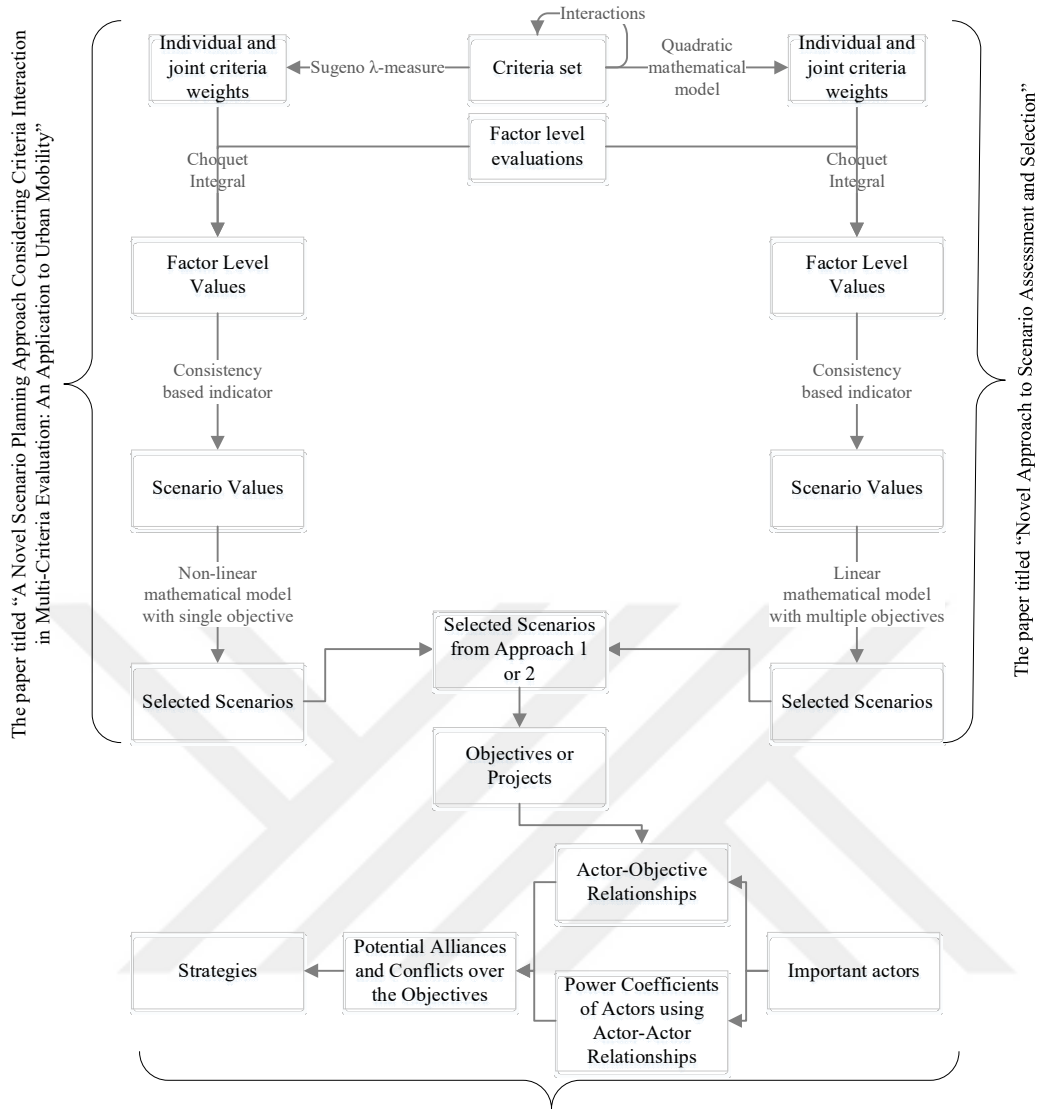 Interactions
Individual and
joint criteria
weights
Sugeno λ-measure
Criteria set
Quadratic
mathematical
model
Individual and
joint criteria
weights
Factor level
evaluations
Choquet
Integral
Choquet
Integral
Factor Level
Values
Factor Level
Values
Consistency
based indicator
Consistency
based indicator
Scenario Values
Scenario Values
Non-linear
mathematical model
with single objective
Linear
mathematical model
with multiple objectives
Selected Scenarios
from Approach 1
or 2
Selected Scenarios
Selected Scenarios
Objectives or
Projects
Actor-Objective
Relationships
Strategies
Potential Alliances
and Conflicts over
the Objectives
Important actors
Power Coefficients
of Actors using
Actor-Actor
Relationships
The paper titled “A Novel Scenario Planning Approach Considering Criteria Interaction
in Multi-Criteria Evaluation: An Application to Urban Mobility”
The paper titled “Novel Approach to Scenario Assessment and Selection”